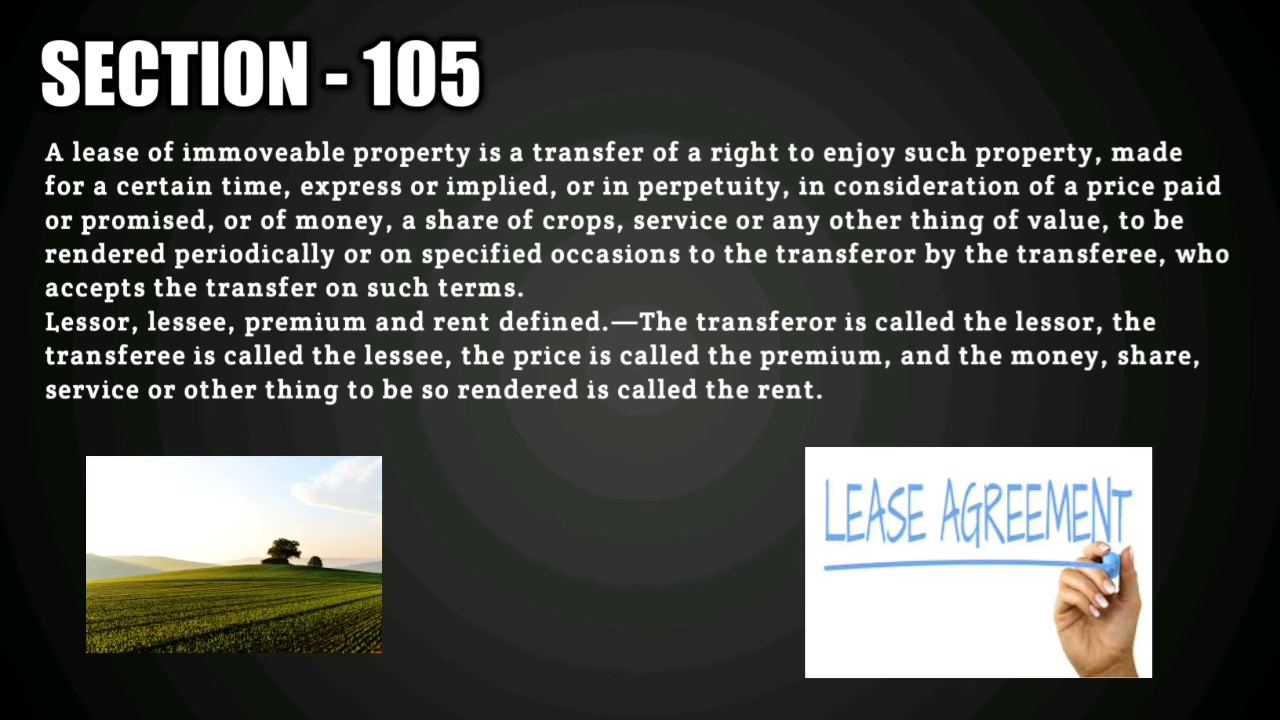 SECTION - 105
A lease of immoveable property is a transfer of a right to enjoy such property, made
for a certain time, express or implied, or in perpetuity, in consideration of a price paid
or promised, or of money, a share of crops, service or any other thing of value, to be
rendered periodically or on specified occasions to the transferor by the transferee, who
accepts the transfer on such terms.
Lessor, lessee, premium and rent defined.—The transferor is called the lessor, the
transferee is called the lessee, the price is called the premium, and the money, share,
service or other thing to be so rendered is called the rent.
LEASE AGREEMENT